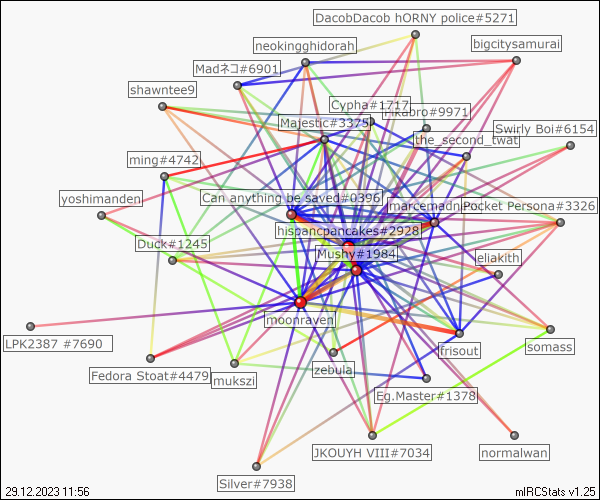 DacobDacob hORNY police#5271
neokingghidorah
bigcitysamurai
Madネコ#6901
shawntee9
Cypha#1717
#9971
Majestic#3375
Swirly Boi#6154
the_second_twat
ming#4742
yoshimanden
Can anything be saved#0396
Pocket Persona#3326
hispancpancakes#2928
Duck#1245
Mushy#1984
eliakith
moonraven
LPK2387 #7690
frisout
somass
zebula
Fedora Stoat#4479
mukszi
Eg.Master#1378
JKOUYH VIII#7034
normalwan
Silver#7938
29.12.2023 11:56
mIRCStats v1.25